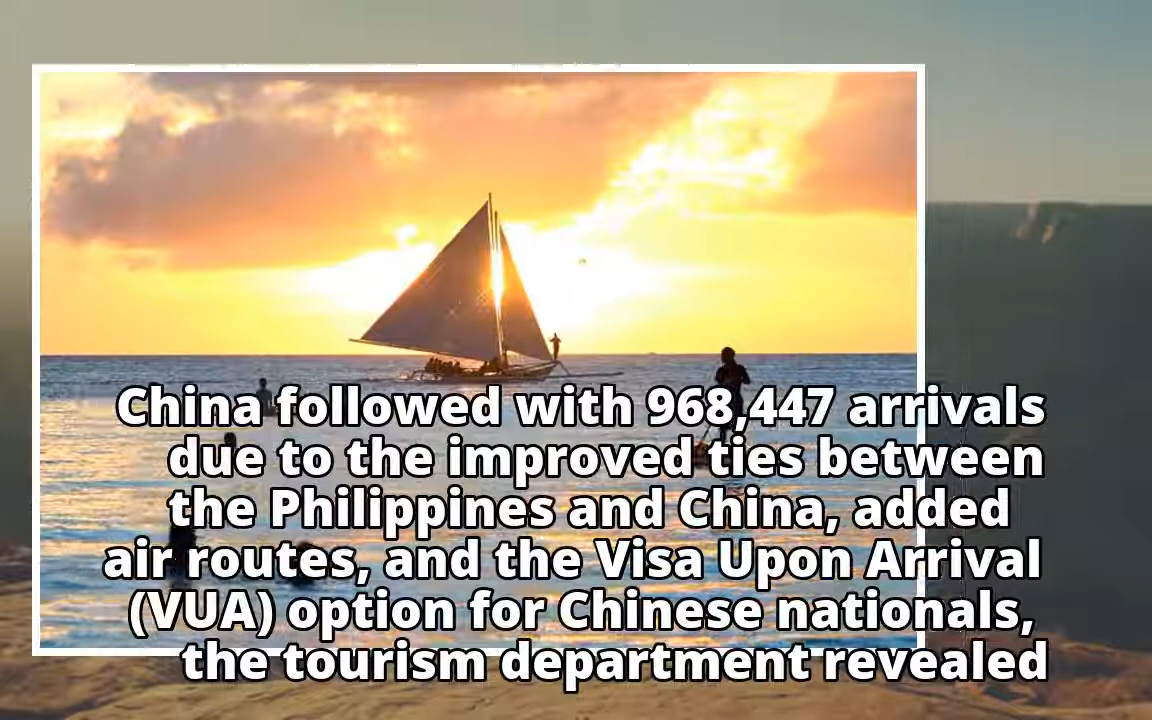 China followed with 968,447 arrivals
due to the improved ties between
the Philippines and China, added
air routes, and the Visa Upon Arrival
(VUA) option for Chinese nationals,
the tourism department revealed